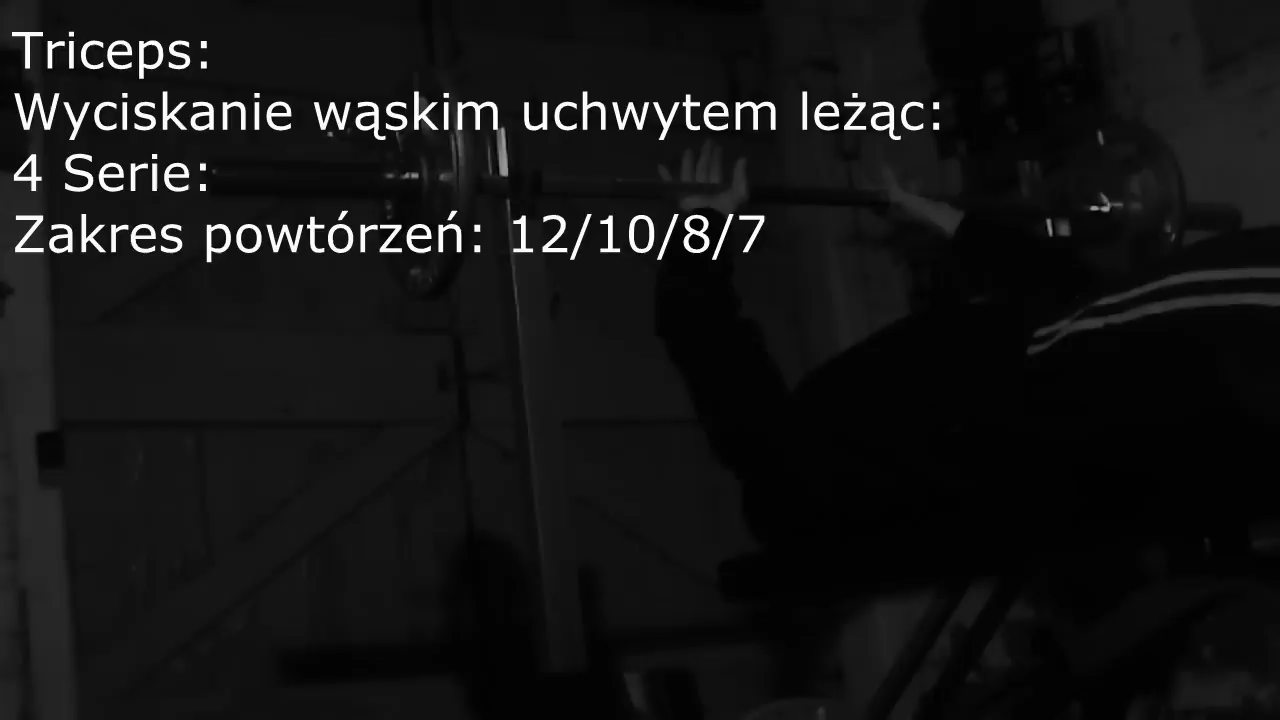 Triceps:
Wyciskanie wąskim uchwytem leżąc:
4 Serie:
Zakres powtórzeń: 12/10/8/7